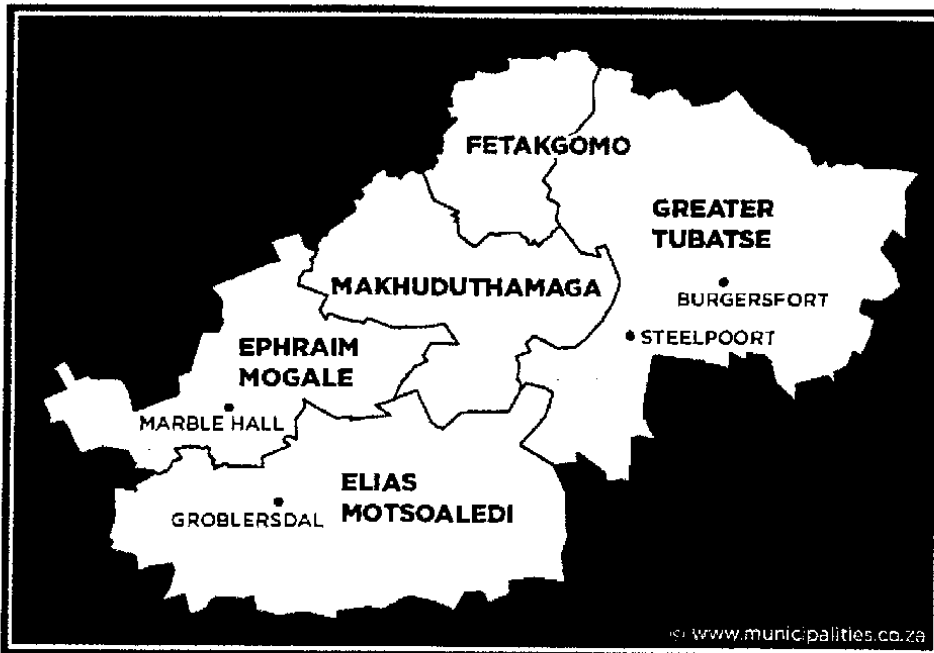 FETAKGOMO
GREATER
TUBATSE
MAKHUDUTHAMAGA
BURGERSFORT
STEELPOORT
EPHRAIM
MOGALE
MARBLE HALL
ELIAS
MOTSOALEDI
GROBLERSDAL
© www.municipalities.co.za